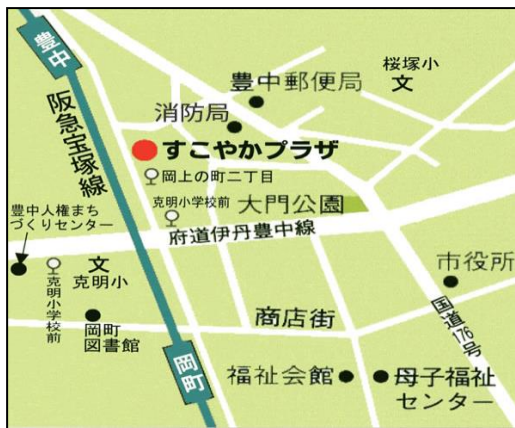 豊中
阪急宝塚線
桜塚小
文
豊中郵便局
消防局
すこやかプラザ
岡上の町二丁目
克明小学校前
大門公園
府道伊丹豊中線
豊中人権まち
づくりセンター
文
克明小
克明小学校前
岡町
図書館
市役所
国道176号
商店街
岡町
福祉会館
母子福祉
センター